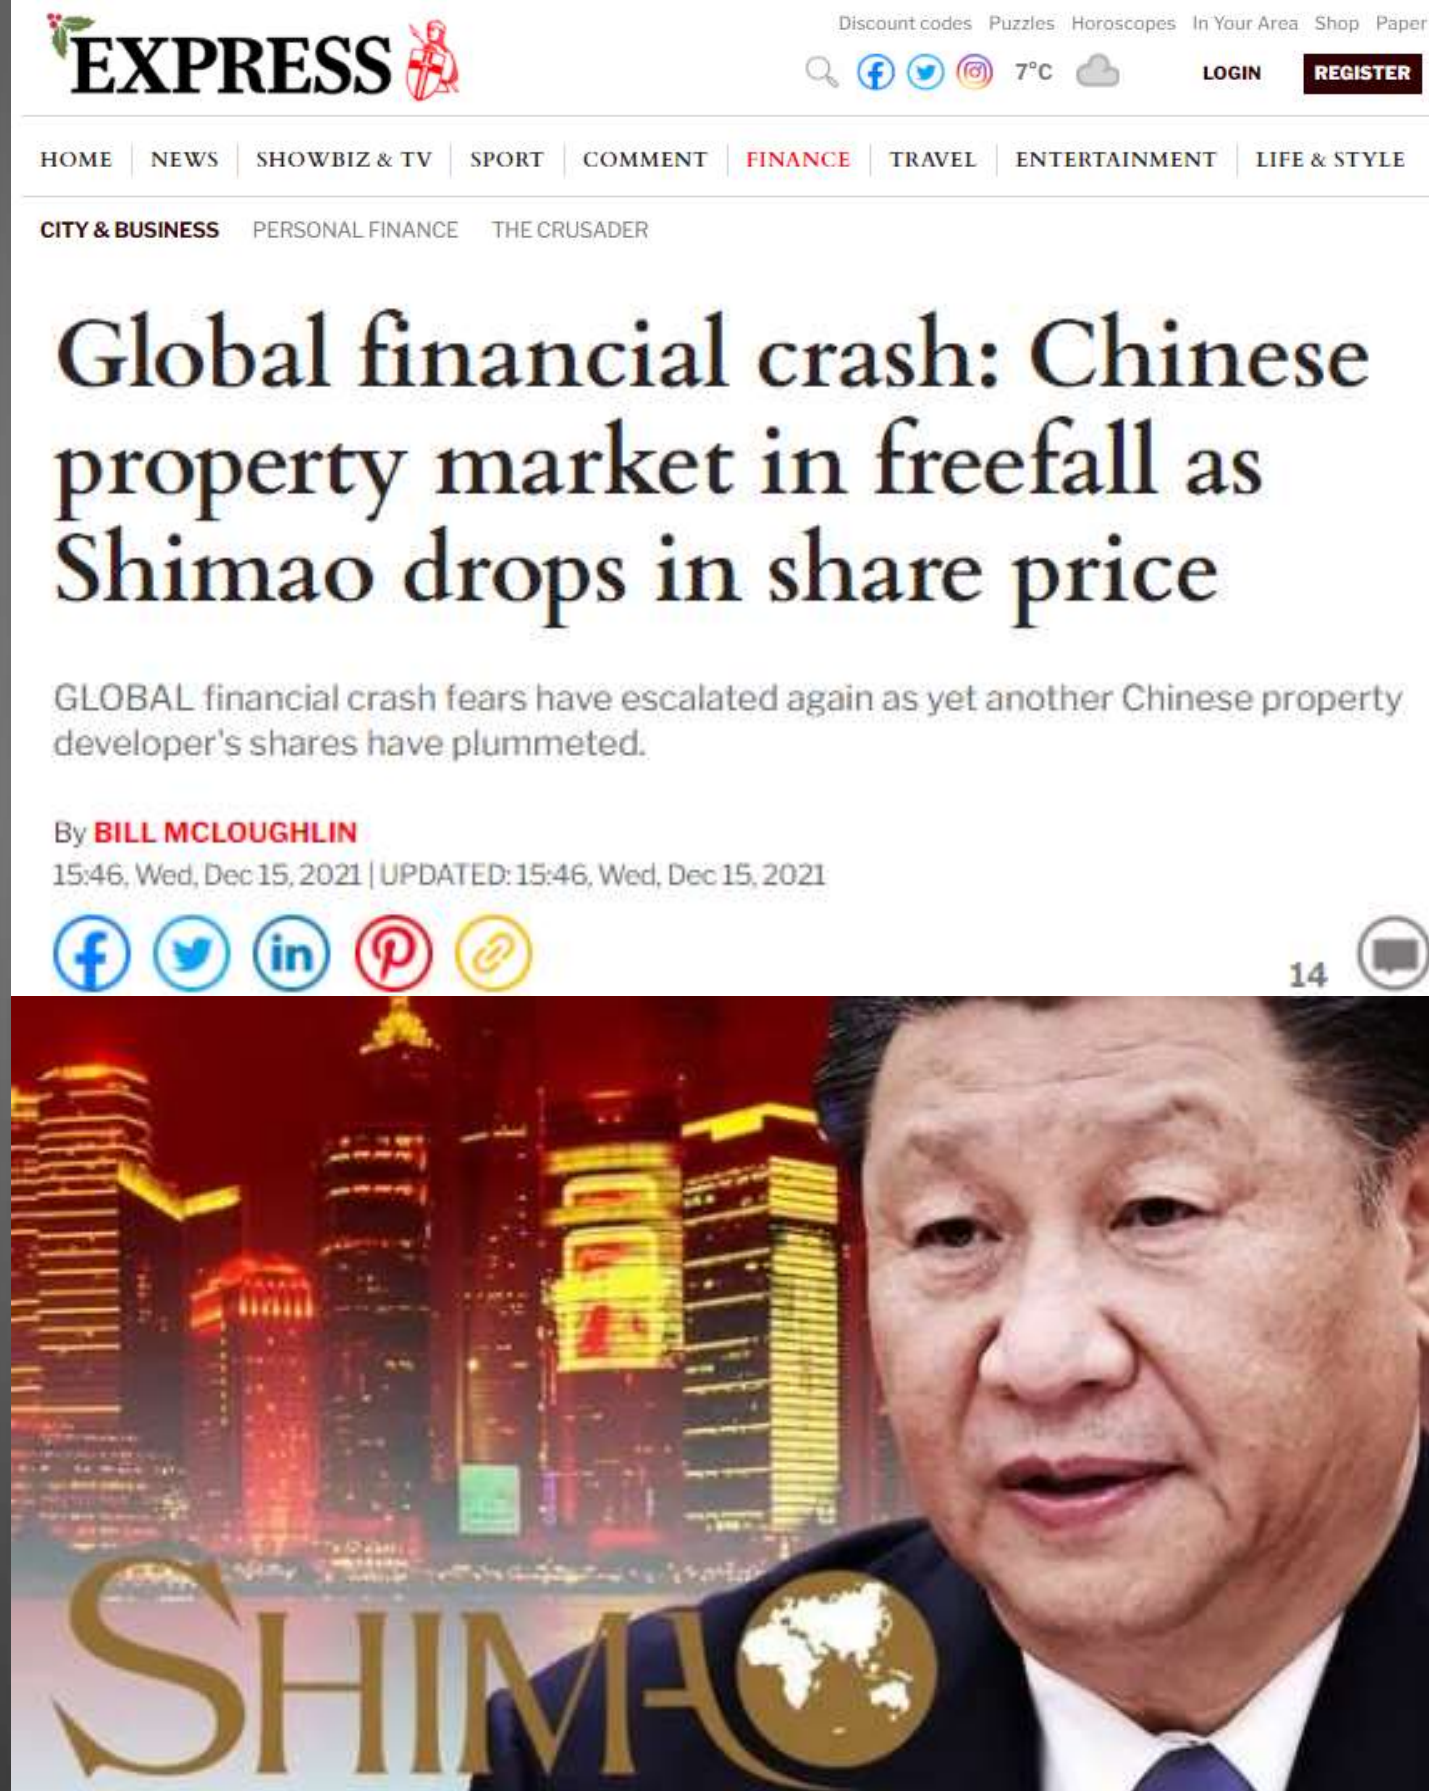 Discount codes Puzzles Horoscopes In Your Area Shop Paper
EXPRESS
7°C LOGIN REGISTER
HOME NEWS SHOWBIZ & TV SPORT COMMENT FINANCE TRAVEL ENTERTAINMENT LIFE & STYLE
CITY & BUSINESS PERSONAL FINANCE THE CRUSADER
Global financial crash: Chinese
property market in freefall as
Shimao drops in share price
GLOBAL financial crash fears have escalated again as yet another Chinese property
developer's shares have plummeted.
By BILL MCLOUGHLIN
15:46, Wed, Dec 15, 2021 | UPDATED: 15:46, Wed, Dec 15, 2021
14
SHIMAO